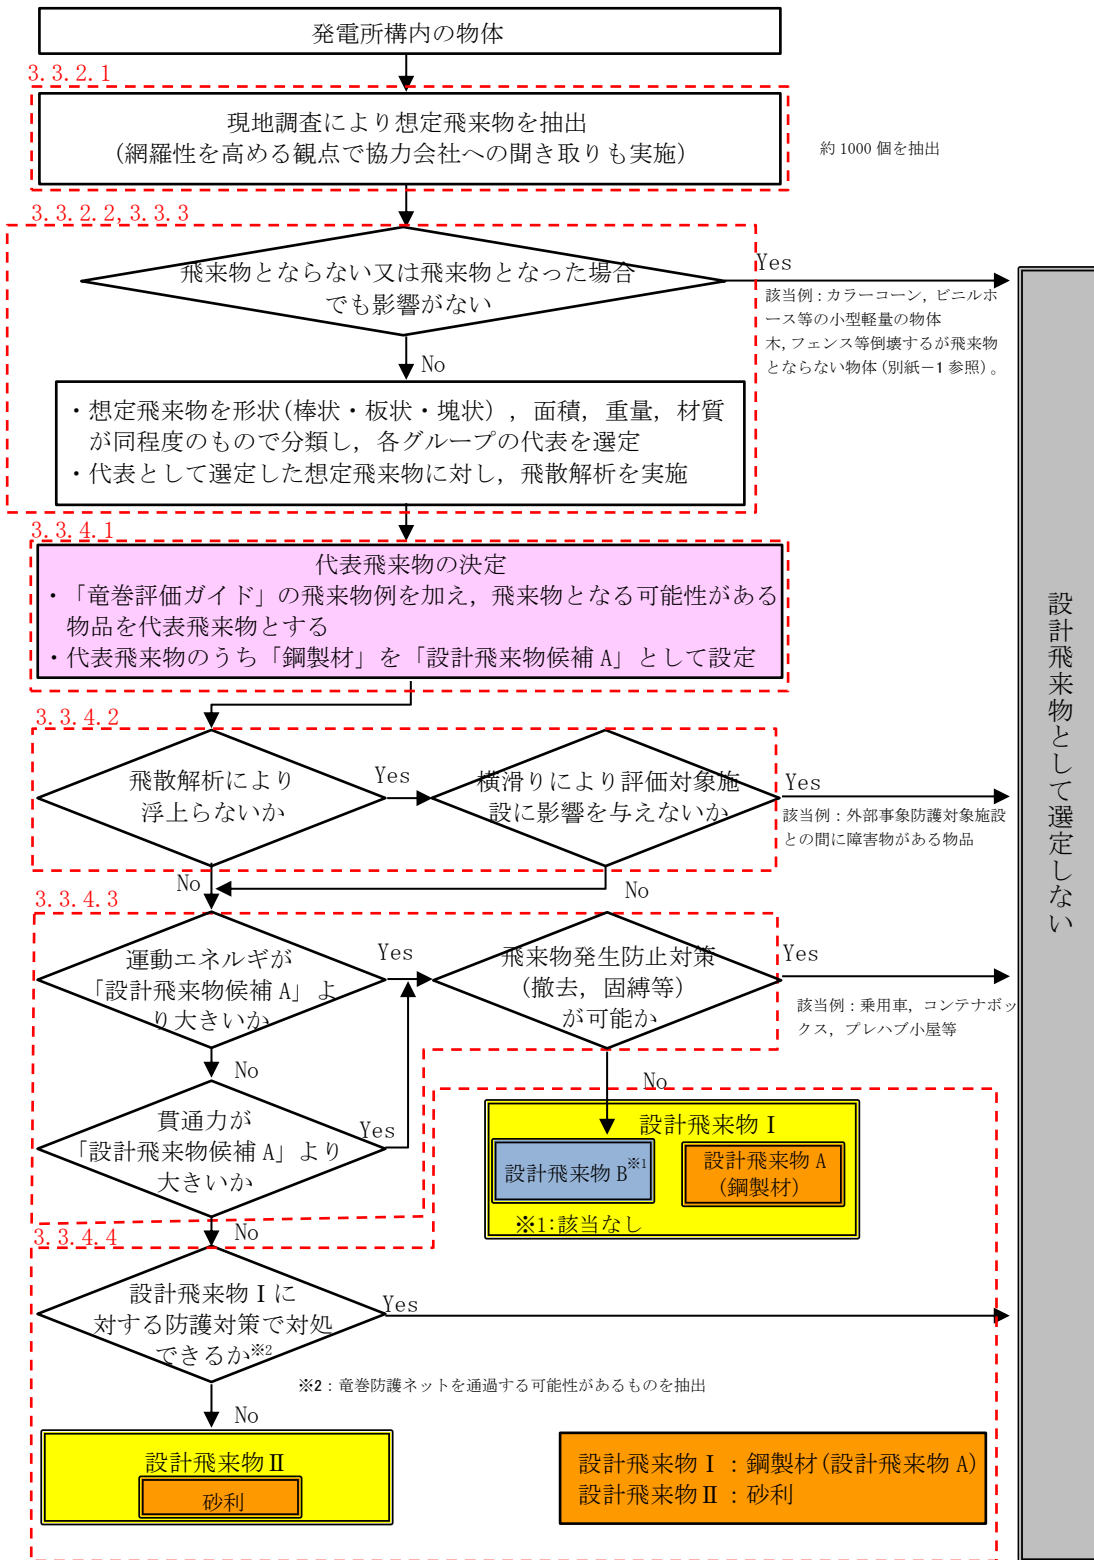 発電所構内の物体
3.3.2.1
現地調査により想定飛来物を抽出
(網羅性を高める観点で協力会社への聞き取りも実施)
約 1000 個を抽出
3.3.2.2,3.3.3
飛来物とならない又は飛来物となった場合
でも影響がない
Yes
該当例：カラーコーン，ビニルホ
ース等の小型軽量の物体
木，フェンス等倒壊するが飛来物
とならない物体(別紙－1 参照)。
No
・想定飛来物を形状(棒状・板状・塊状)，面積，重量，材質
が同程度のもので分類し，各グループの代表を選定
・代表として選定した想定飛来物に対し，飛散解析を実施
3.3.4.1
代表飛来物の決定
・「竜巻評価ガイド」の飛来物例を加え，飛来物となる可能性がある
物品を代表飛来物とする
・代表飛来物のうち「鋼製材」を「設計飛来物候補 A」として設定
設計飛来物として選定しない
3.3.4.2
飛散解析により
浮上らないか
Yes
横滑りにより評価対象施
設に影響を与えないか
Yes
該当例：外部事象防護対象施設
との間に障害物がある物品
No
No
3.3.4.3
運動エネルギが
「設計飛来物候補 A」よ
り大きいか
Yes
飛来物発生防止対策
(撤去，固縛等)
が可能か
Yes
該当例：乗用車，コンテナボッ
クス，プレハブ小屋等
No
No
貫通力が
「設計飛来物候補 A」より
大きいか
Yes
設計飛来物Ⅰ
設計飛来物 B※1
設計飛来物 A
(鋼製材)
※1:該当なし
No
3.3.4.4
設計飛来物Ⅰに
対する防護対策で対処
できるか※2
Yes
※2：竜巻防護ネットを通過する可能性があるものを抽出
No
設計飛来物Ⅱ
砂利
設計飛来物Ⅰ：鋼製材(設計飛来物 A)
設計飛来物Ⅱ：砂利